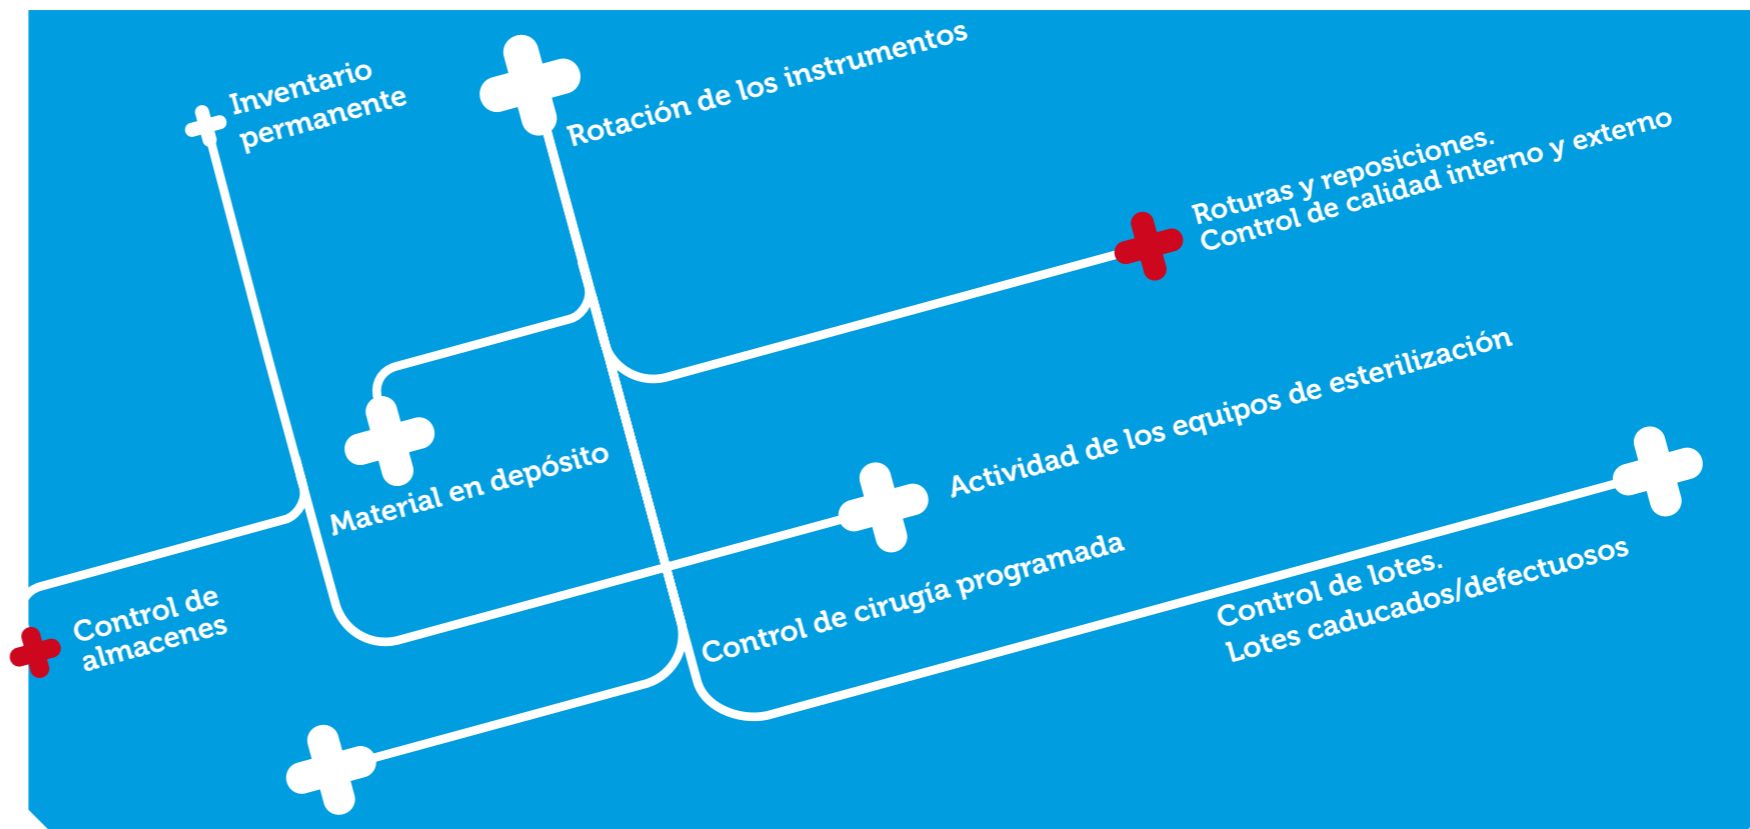 Inventario
permanente
Rotación de los instrumentos
Roturas y reposiciones.
Control de calidad interno y externo
Material en depósito
Actividad de los equipos de esterilización
Control de almacenes
Control de cirugía programada
Control de lotes.
Lotes caducados/defectuosos